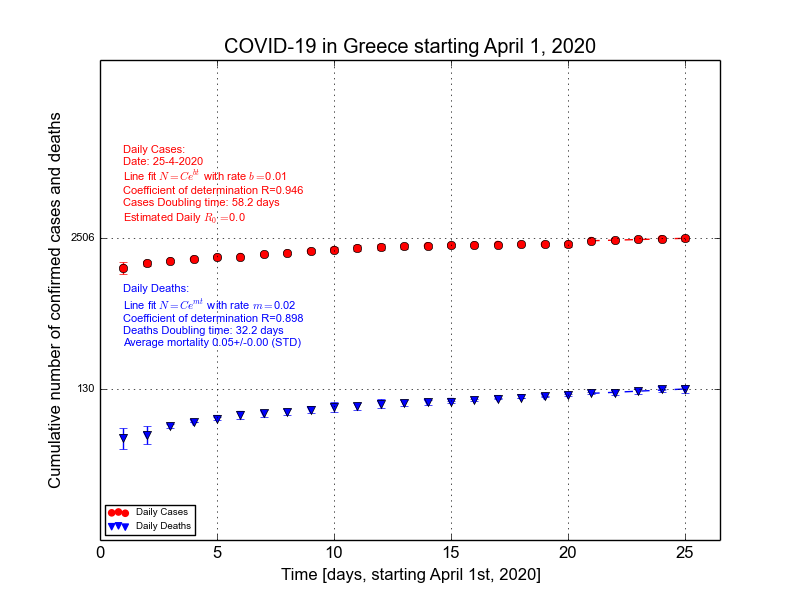 COVID-19 in Greece starting April 1, 2020
Cumulative number of confirmed cases and deaths
Daily Cases:
Date: 25-4-2020
Line fit N = Ce^{bt} with rate b =0.01
Coefficient of determination R=0.946
Cases Doubling time: 58.2 days
Estimated Daily R_0 =0.0
2506
Daily Deaths:
Line fit N = Ce^{mt} with rate m =0.02
Coefficient of determination R=0.898
Deaths Doubling time: 32.2 days
Average mortality 0.05+/-0.00 (STD)
130
Daily Cases
Daily Deaths
0 5 10 15 20 25
Time [days, starting April 1st, 2020]